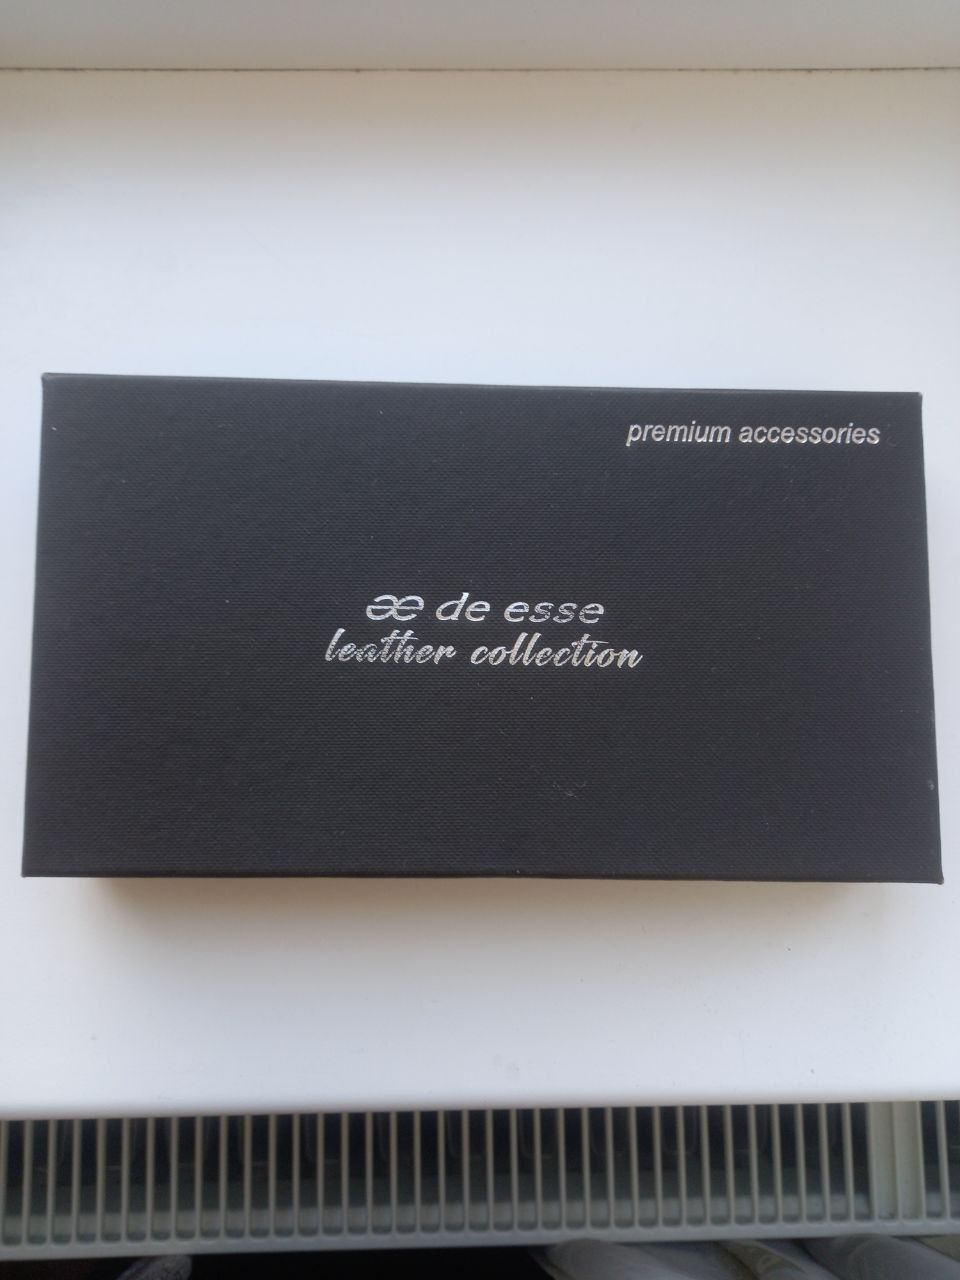 premium accessories
æ de esse
leather collection